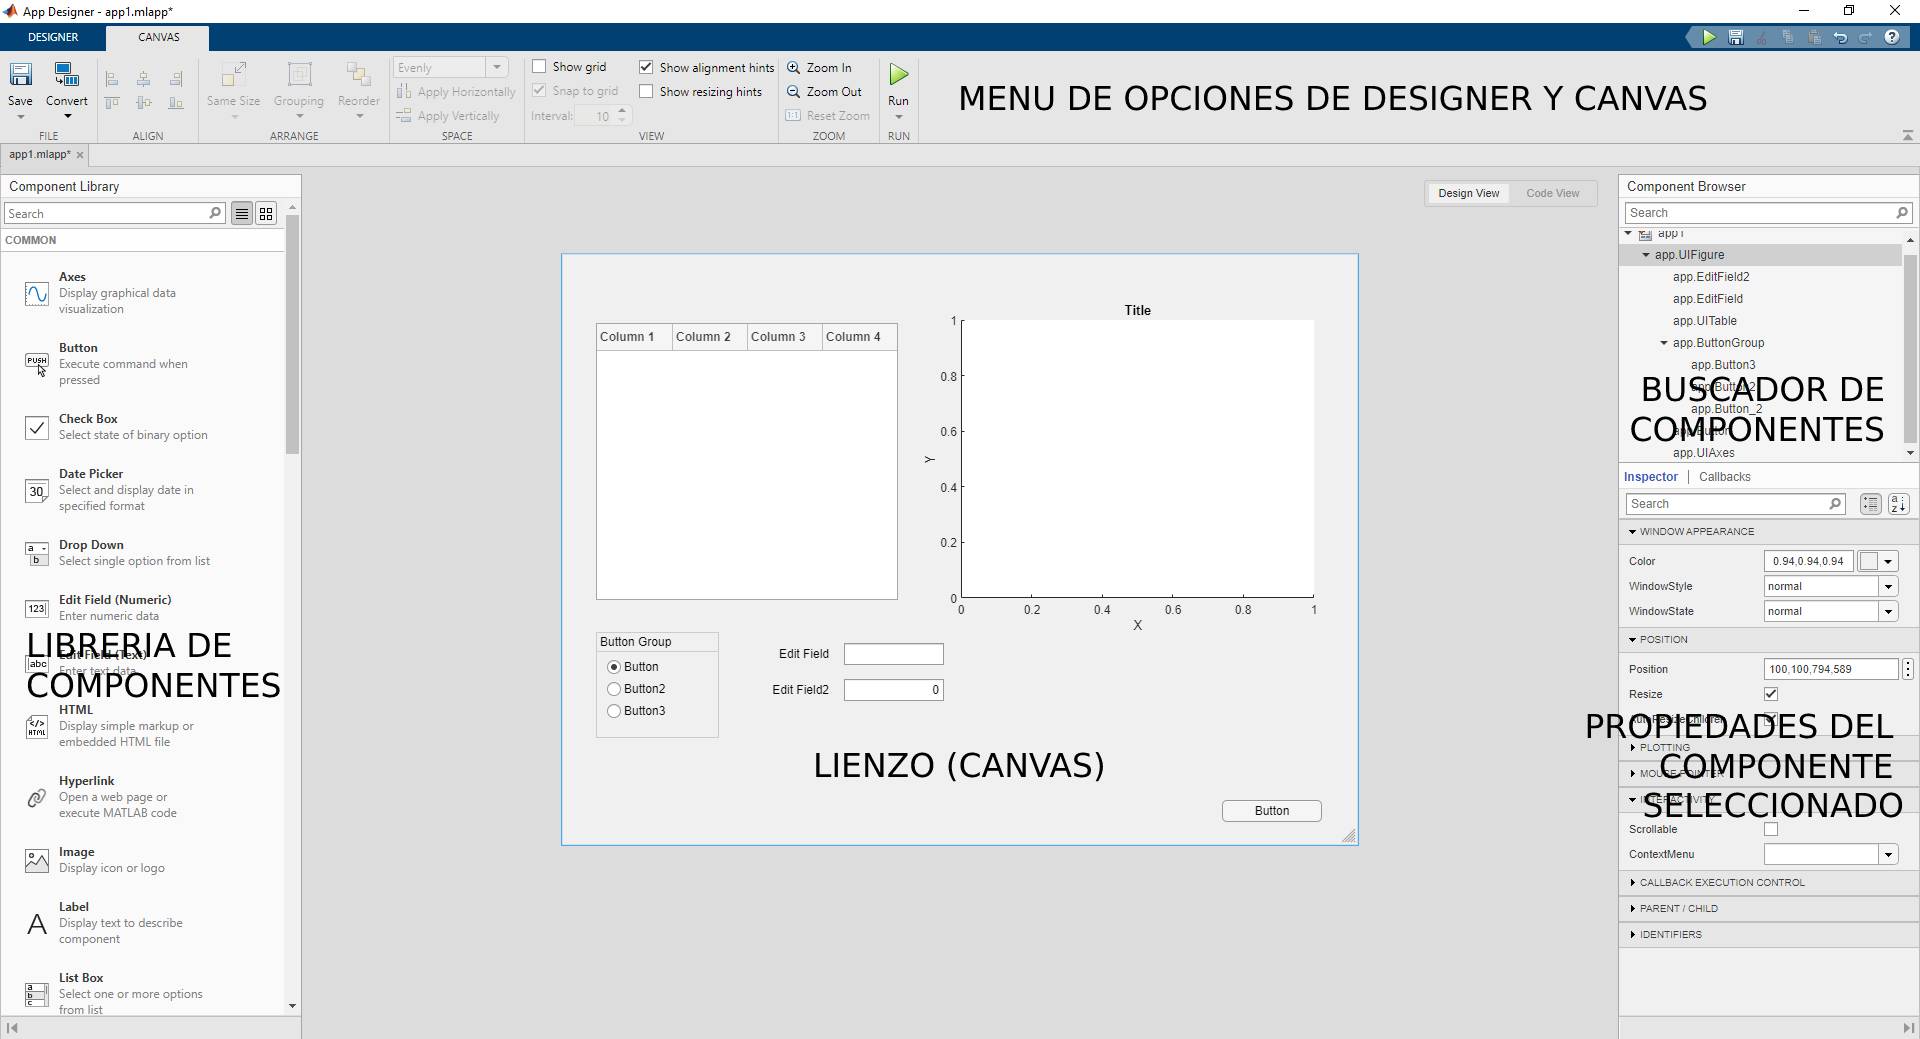 App Designer - app1.mlapp*
DESIGNER
CANVAS
Save
Convert
FILE
ALIGN
Same Size
Grouping
Reorder
ARRANGE
Evenly
Apply Horizontally
Apply Vertically
SPACE
Show grid
Snap to grid
Interval: 10
Show alignment hints
Show resizing hints
VIEW
Zoom In
Zoom Out
1:1 Reset Zoom
ZOOM
Run
RUN
MENU DE OPCIONES DE DESIGNER Y CANVAS
app1.mlapp*
Component Library
Search
COMMON
Axes
Display graphical data
visualization
PUSH
Button
Execute command when
pressed
Check Box
Select state of binary option
30
Date Picker
Select and display date in
specified format
a
b
Drop Down
Select single option from list
123
Edit Field (Numeric)
Enter numeric data
abc
Edit Field (Text)
Enter text data
LIBRERIA DE
COMPONENTES
</>
HTML
HTML
Display simple markup or
embedded HTML file
Hyperlink
Open a web page or
execute MATLAB code
Image
Display icon or logo
A
Label
Display text to describe
component
a
b
c
List Box
Select one or more options
from list
Design View
Code View
Column 1
Column 2
Column 3
Column 4
Title
1
0.8
0.6
0.4
0.2
0
Y
0
0.2
0.4
0.6
0.8
1
X
Button Group
Button
Button2
Button3
Edit Field
Edit Field2
0
LIENZO (CANVAS)
Button
Component Browser
Search
app1
app.UIFigure
app.EditField2
app.EditField
app.UITable
app.ButtonGroup
app.Button3
app.Button2
app.Button_2
app.Button
app.UIAxes
BUSCADOR DE
COMPONENTES
Inspector
Callbacks
Search
a
z
WINDOW APPEARANCE
Color
0.94,0.94,0.94
WindowStyle
normal
WindowState
normal
POSITION
Position
100,100,794,589
Resize
AutoResizeChildren
PLOTTING
MOUSE POINTER
INTERACTIVITY
PROPIEDADES DEL
COMPONENTE
SELECCIONADO
Scrollable
ContextMenu
CALLBACK EXECUTION CONTROL
PARENT / CHILD
IDENTIFIERS